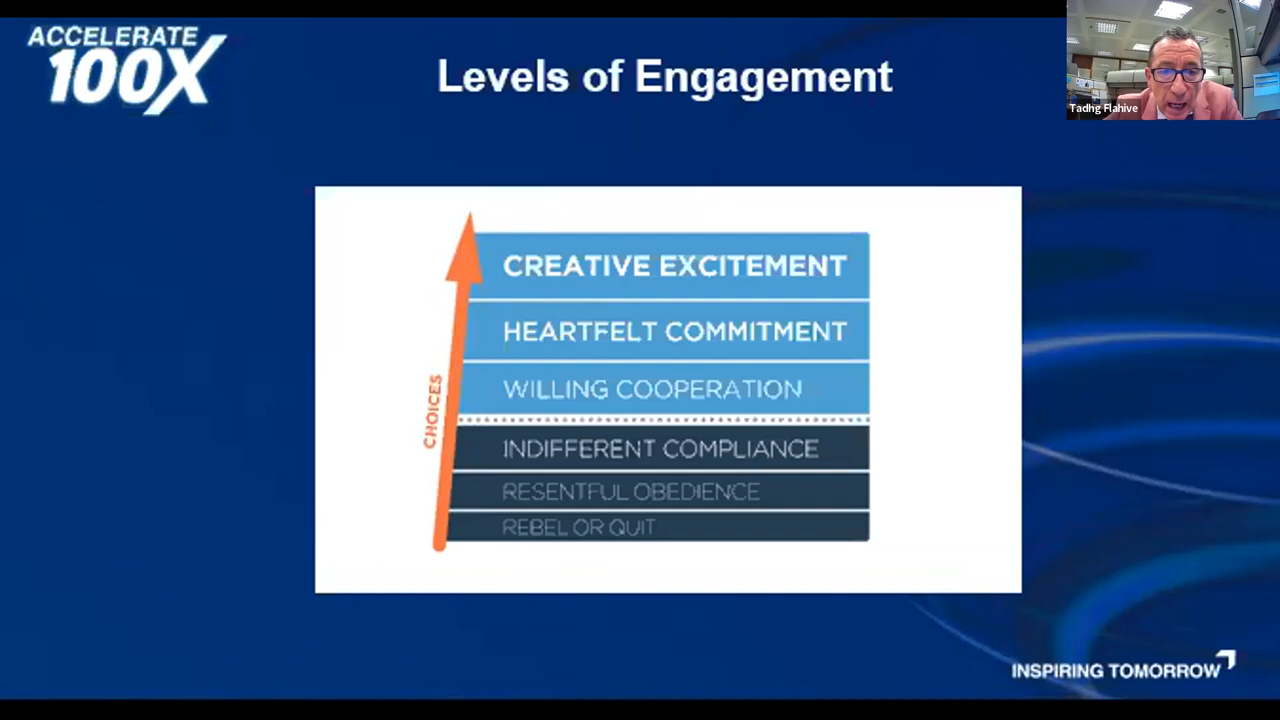 ACCELERATE
100X
Levels of Engagement
Tadhg Flahive
CREATIVE EXCITEMENT
HEARTFELT COMMITMENT
WILLING COOPERATION
CHOICES
INDIFFERENT COMPLIANCE
RESENTFUL OBEDIENCE
REBEL OR QUIT
INSPIRING TOMORROW